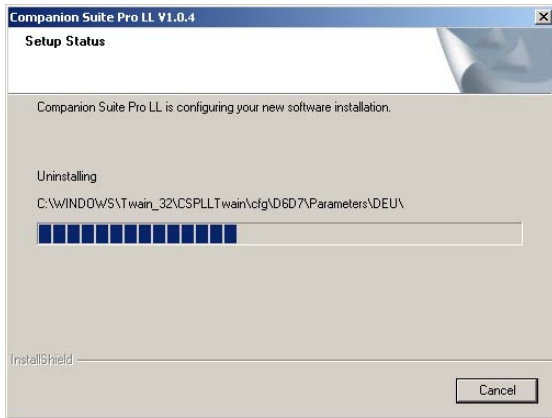 Companion Suite Pro LL V1.0.4
Setup Status
Companion Suite Pro LL is configuring your new software installation.
Uninstalling
C:\WINDOWS\Twain_32\CSPLLTwain\cfg\D6D7\Parameters\DEU\
InstallShield
Cancel